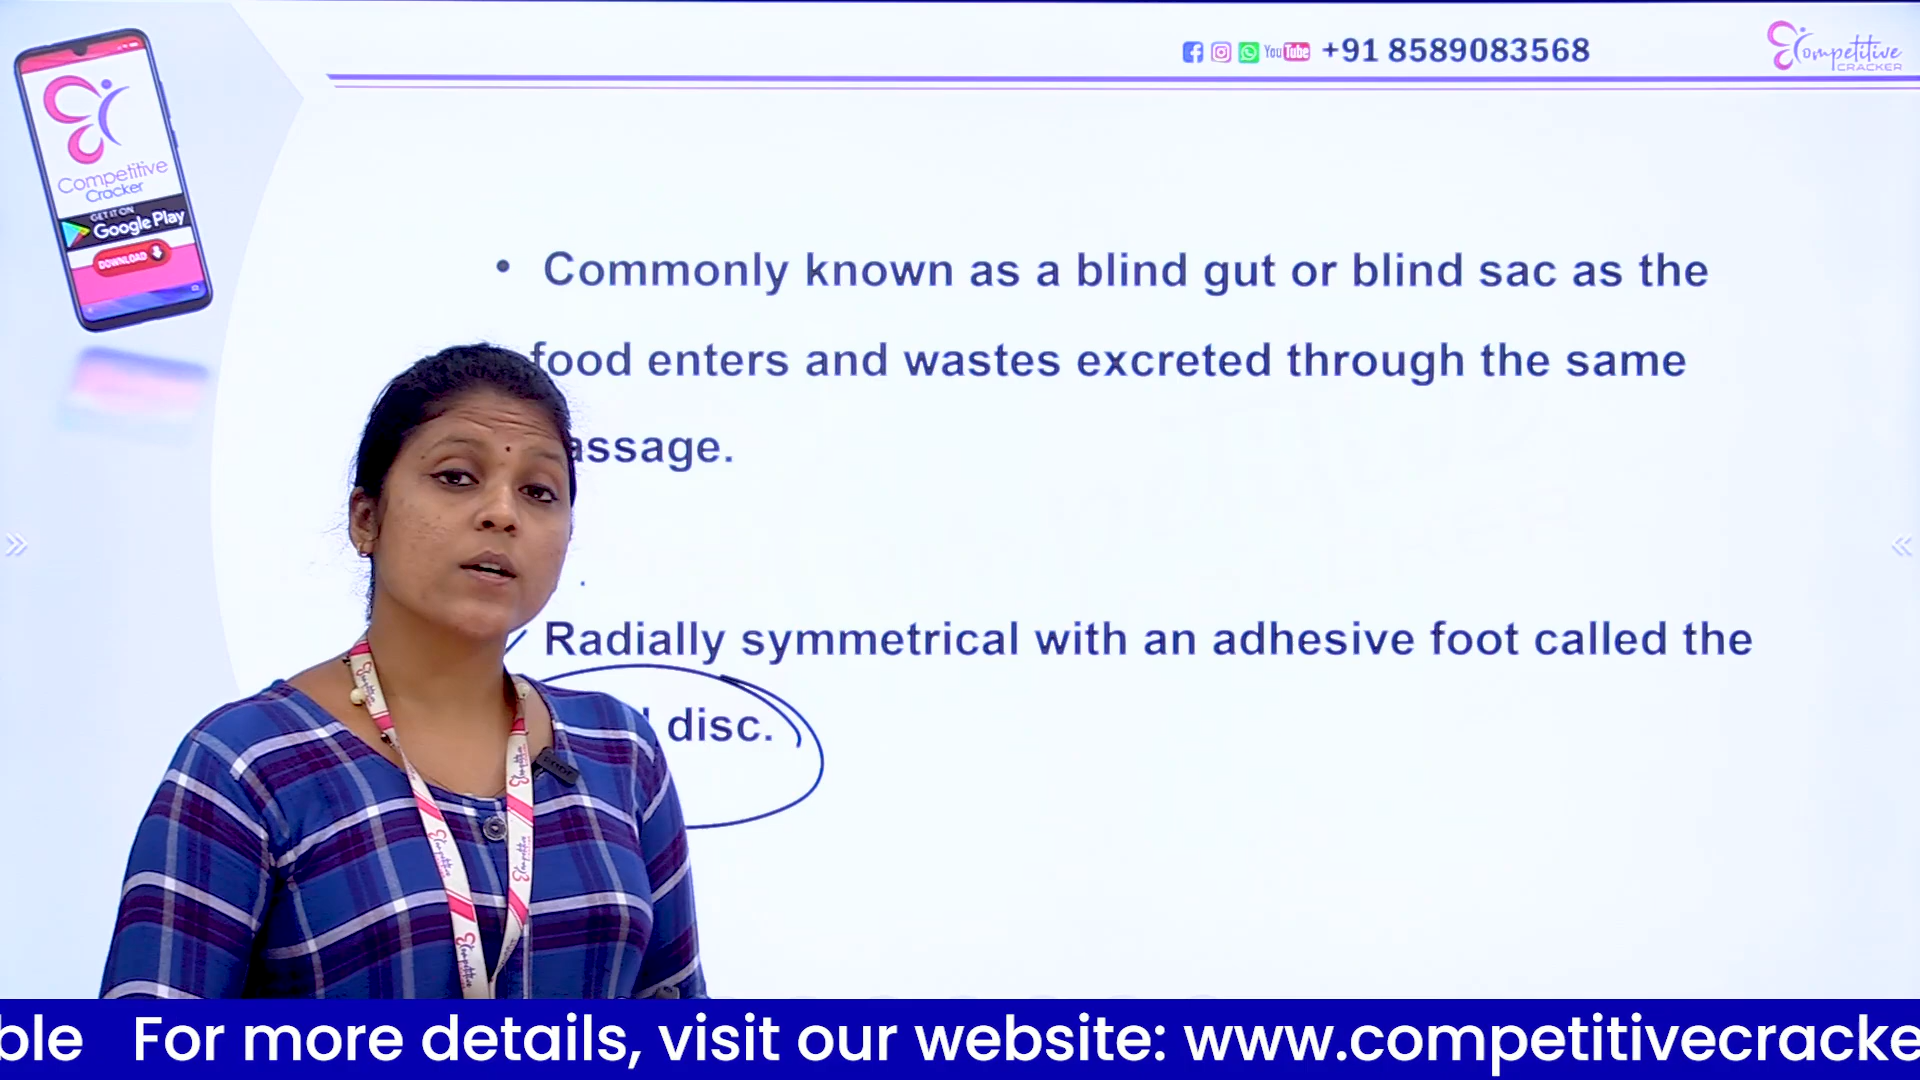 +91 8589083568
Competitive
CRACKER
Competitive
Cracker
GET IT ON
Google Play
DOWNLOAD
YouTube
• Commonly known as a blind gut or blind sac as the
food enters and wastes excreted through the same
assage.
Radially symmetrical with an adhesive foot called the
disc.
ble For more details, visit our website: www.competitivecracke